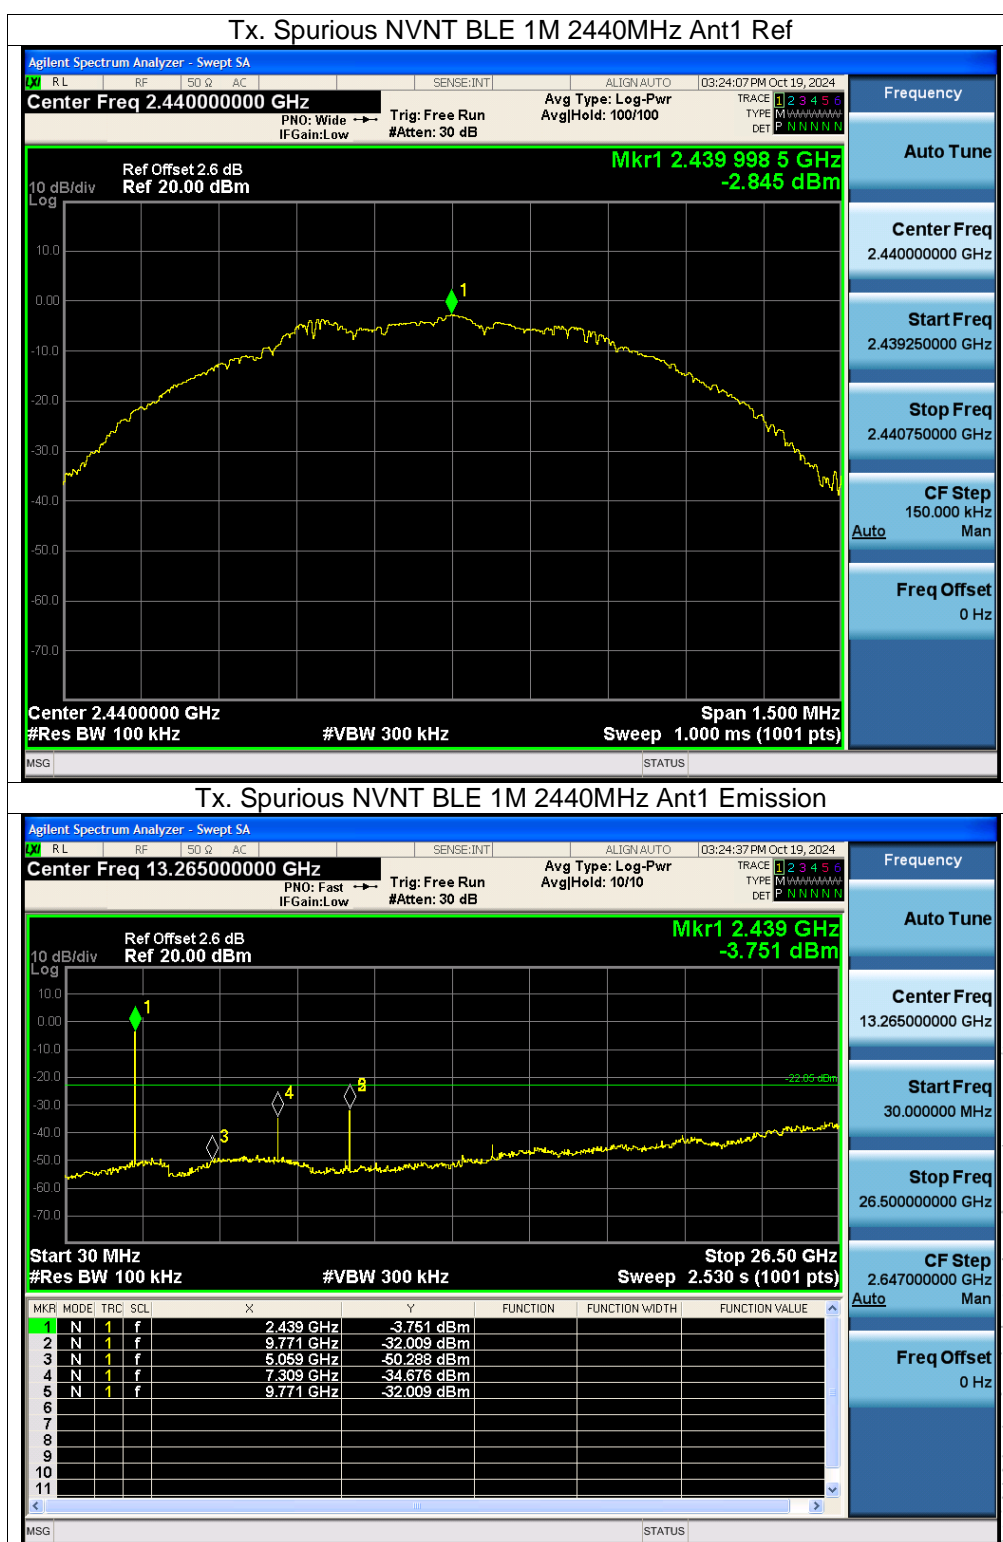 Tx. Spurious NVNT BLE 1M 2440MHz Ant1 Ref
Agilent Spectrum Analyzer - Swept SA
LXI RL RF 50 Ω AC SENSE:INT ALIGN AUTO 03:24:07 PM Oct 19, 2024
Center Freq 2.440000000 GHz
PNO: Wide
IFGain:Low
Trig: Free Run
#Atten: 30 dB
Avg Type: Log-Pwr
Avg|Hold: 100/100
TRACE 1 2 3 4 5 6
TYPE M WWWWW
DET P N N N N N
Frequency
Auto Tune
Center Freq
2.440000000 GHz
Start Freq
2.439250000 GHz
Stop Freq
2.440750000 GHz
CF Step
150.000 kHz
Auto Man
Freq Offset
0 Hz
Mkr1 2.439 998 5 GHz
-2.845 dBm
Ref Offset 2.6 dB
10 dB/div Ref 20.00 dBm
Log
10.0
0.00
-10.0
-20.0
-30.0
-40.0
-50.0
-60.0
-70.0
1
Center 2.4400000 GHz Span 1.500 MHz
#Res BW 100 kHz #VBW 300 kHz Sweep 1.000 ms (1001 pts)
MSG STATUS
Tx. Spurious NVNT BLE 1M 2440MHz Ant1 Emission
Agilent Spectrum Analyzer - Swept SA
LXI RL RF 50 Ω AC SENSE:INT ALIGN AUTO 03:24:37 PM Oct 19, 2024
Center Freq 13.265000000 GHz
PNO: Fast
IFGain:Low
Trig: Free Run
#Atten: 30 dB
Avg Type: Log-Pwr
Avg|Hold: 10/10
TRACE 1 2 3 4 5 6
TYPE M WWWWW
DET P N N N N N
Frequency
Auto Tune
Center Freq
13.265000000 GHz
Start Freq
30.000000 MHz
Stop Freq
26.500000000 GHz
CF Step
2.647000000 GHz
Auto Man
Freq Offset
0 Hz
Mkr1 2.439 GHz
-3.751 dBm
Ref Offset 2.6 dB
10 dB/div Ref 20.00 dBm
Log
10.0
0.00
-10.0
-20.0
-30.0
-40.0
-50.0
-60.0
-70.0
1
3
4
-22.85 dBm
Start 30 MHz Stop 26.50 GHz
#Res BW 100 kHz #VBW 300 kHz Sweep 2.530 s (1001 pts)
MKR MODE TRC SCL X Y FUNCTION FUNCTION WIDTH FUNCTION VALUE
1 N 1 f 2.439 GHz -3.751 dBm
2 N 1 f 9.771 GHz -32.009 dBm
3 N 1 f 5.059 GHz -50.288 dBm
4 N 1 f 7.309 GHz -34.676 dBm
5 N 1 f 9.771 GHz -32.009 dBm
6
7
8
9
10
11
MSG STATUS